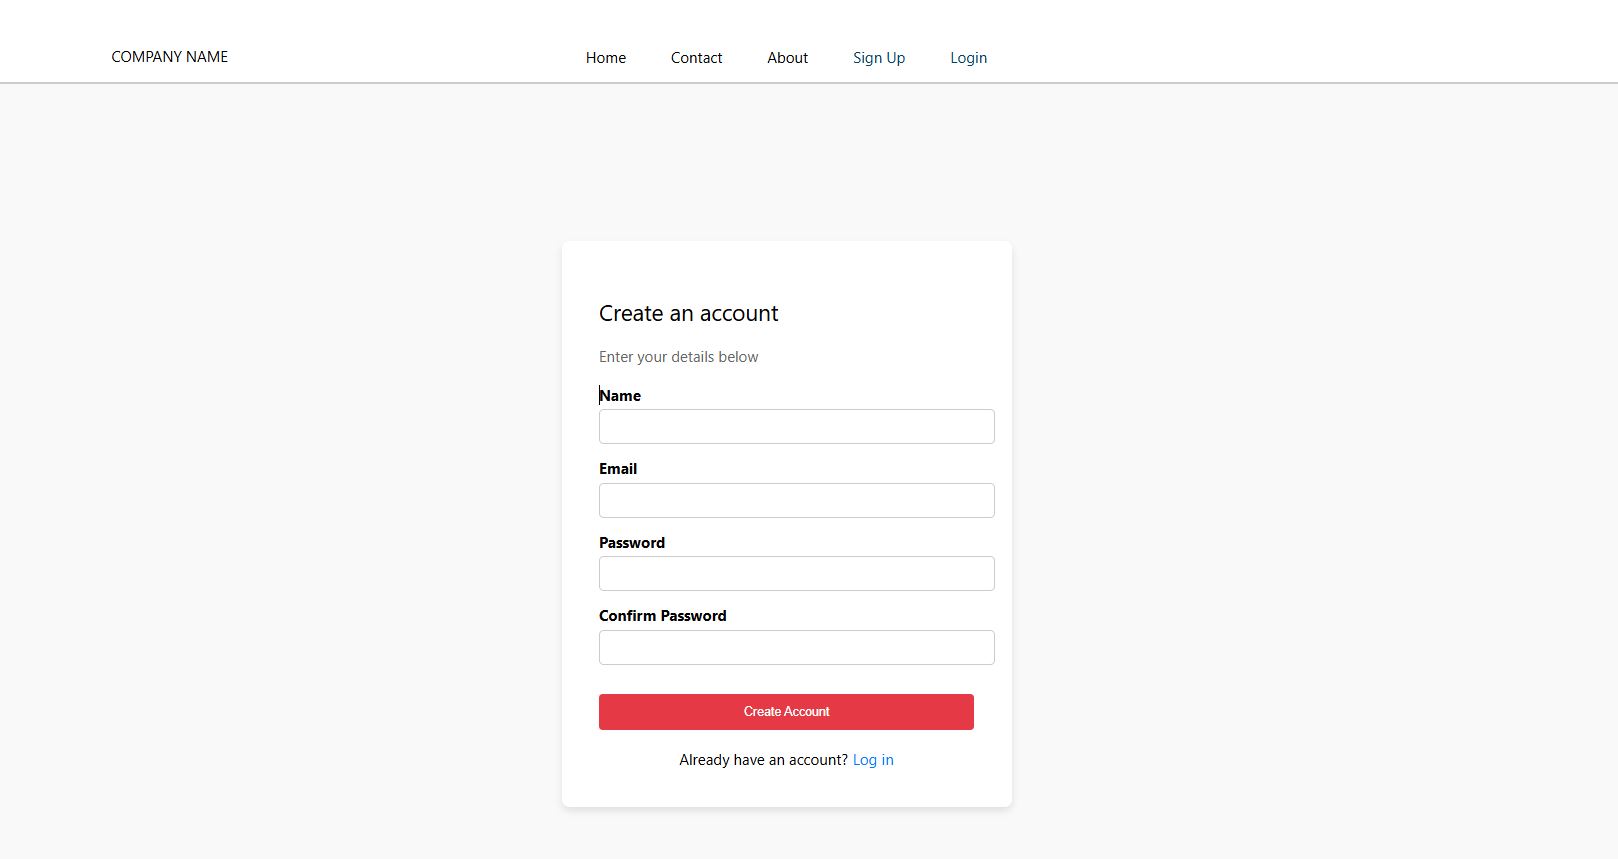 COMPANY NAME
Home Contact About Sign Up Login
Create an account
Enter your details below
Name
Email
Password
Confirm Password
Create Account
Already have an account? Log in